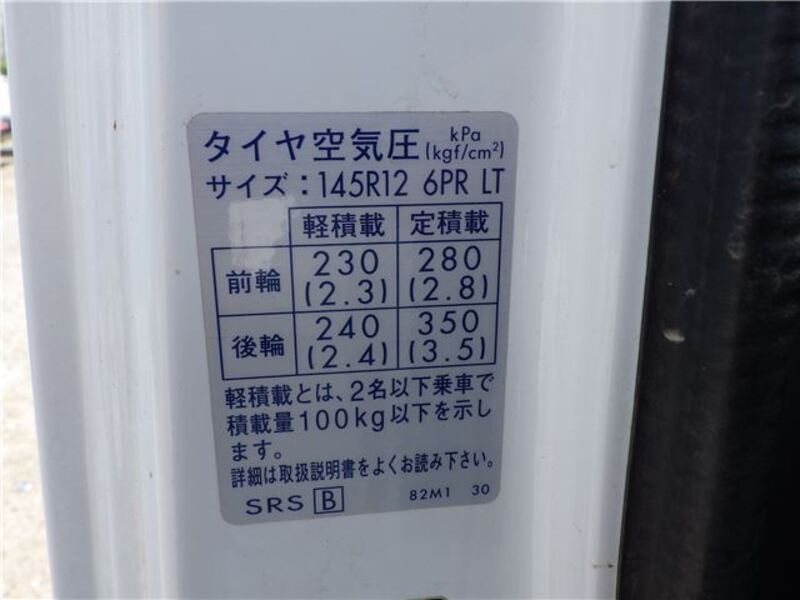 タイヤ空気圧 kPa (kgf/cm²)
サイズ：145R12 6PR LT
軽積載 定積載
前輪 230 (2.3) 280 (2.8)
後輪 240 (2.4) 350 (3.5)
軽積載とは、2名以下乗車で
積載量100kg以下を示し
ます。
詳細は取扱説明書をよくお読み下さい。
SRS B 82M1 30